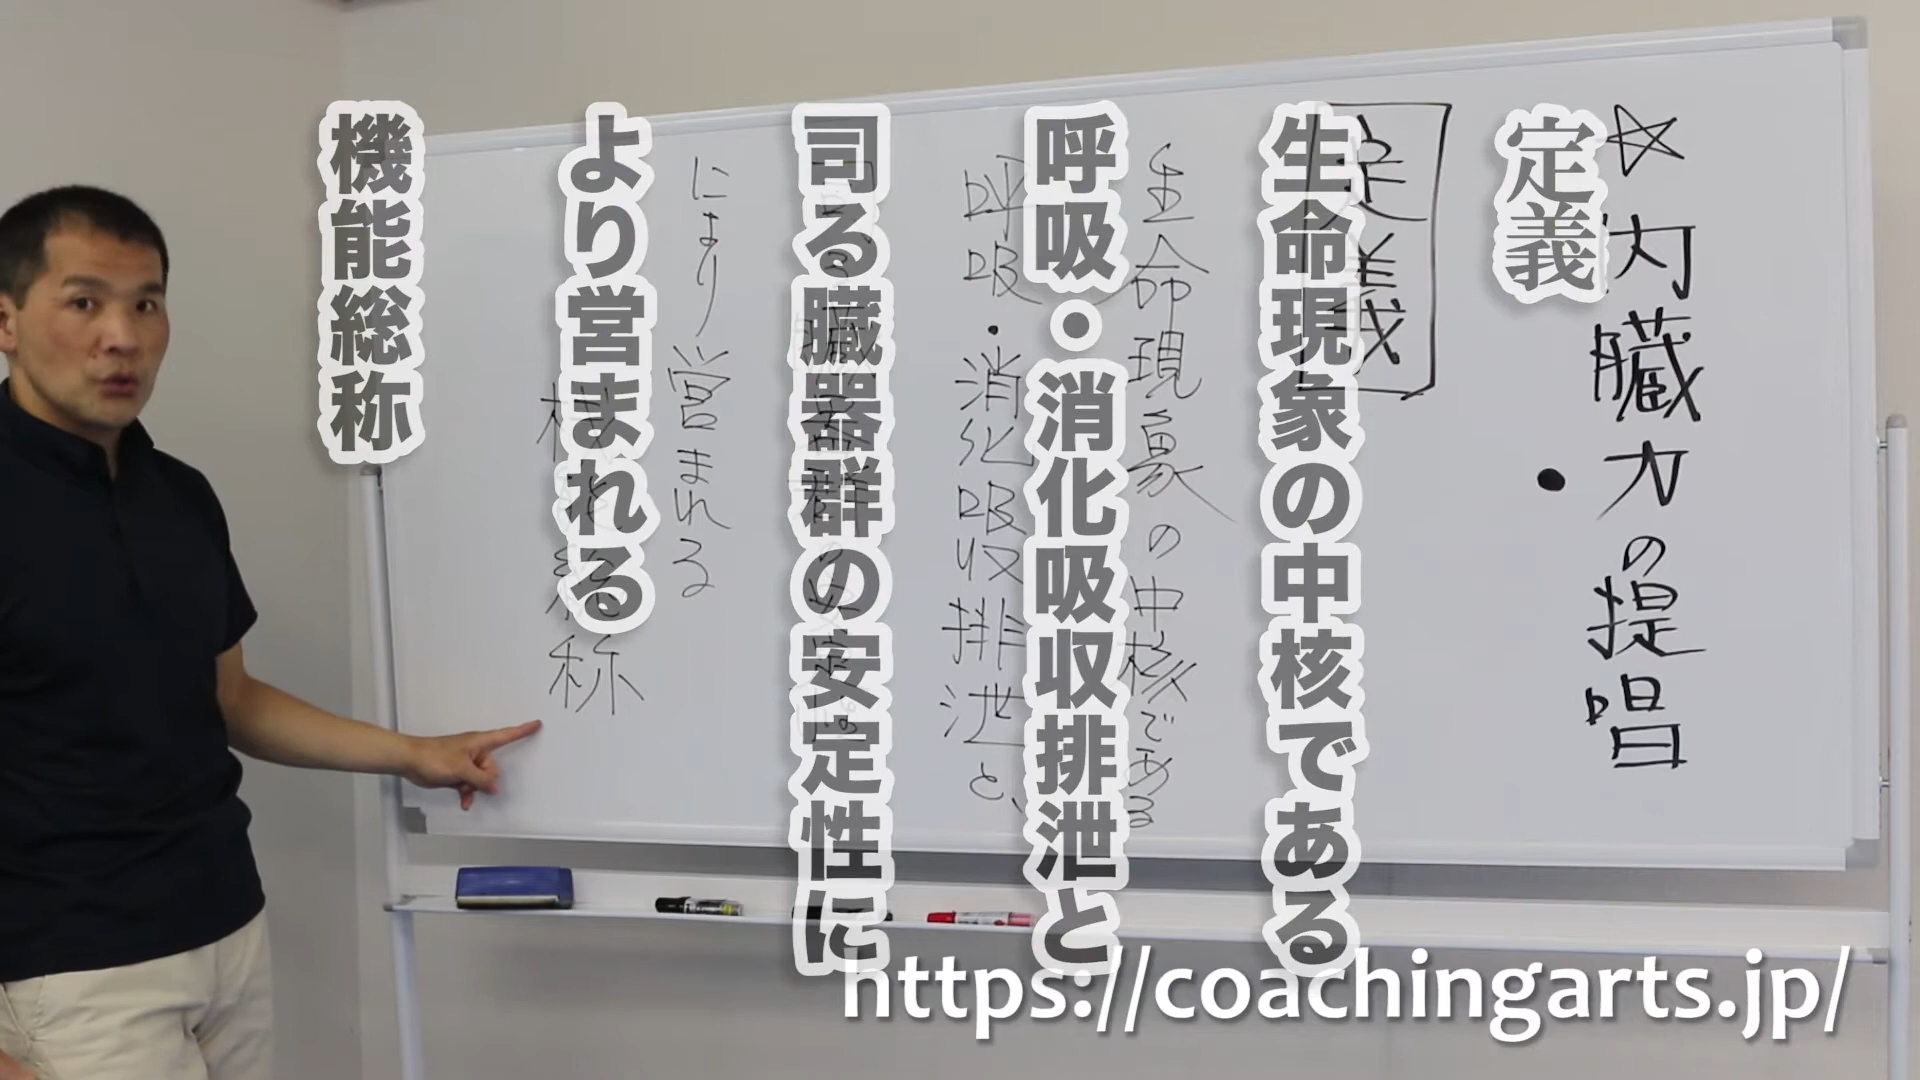 ☆内臓力の提唱
定義
生命現象の中核である
呼吸・消化吸収排泄と
司る臓器群の安定性に
より営まれる
機能総称
定義
生命現象の中核である
呼吸・消化吸収排泄と、
により営まれる
総称
https://coachingarts.jp/